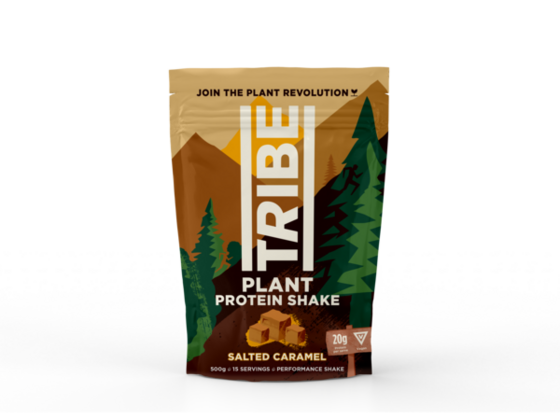 JOIN THE PLANT REVOLUTION
TRIBE
PLANT
PROTEIN SHAKE
20g
SALTED CARAMEL
500g // 15 SERVINGS // PERFORMANCE SHAKE